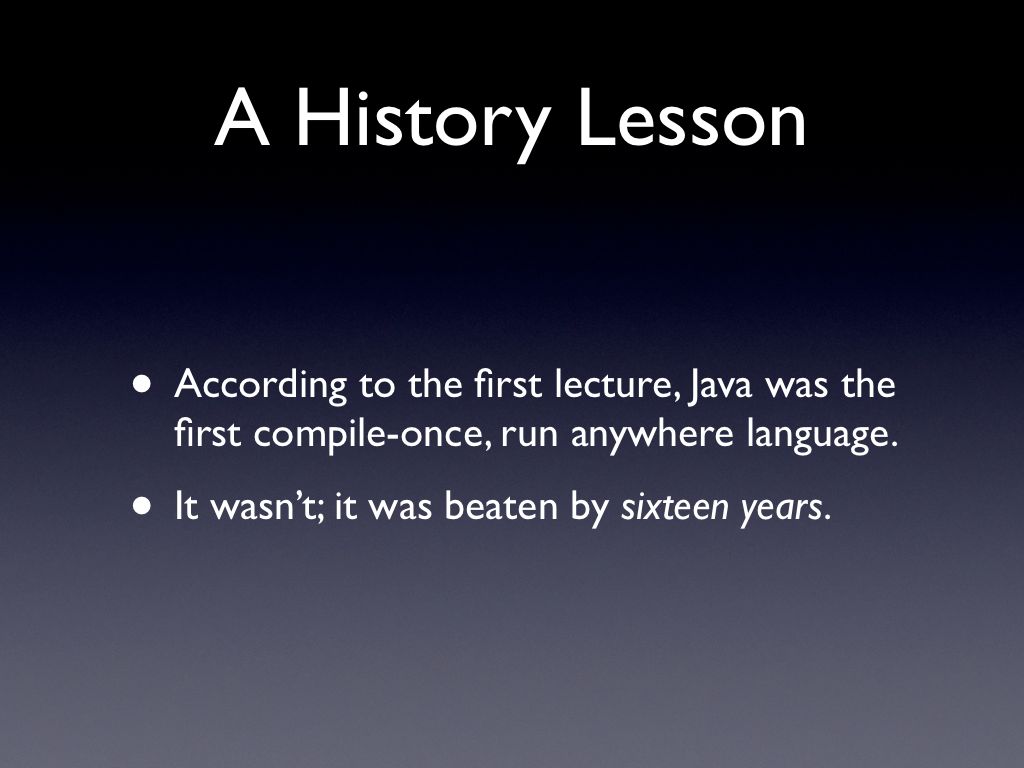 A History Lesson
• According to the first lecture, Java was the
first compile-once, run anywhere language.
• It wasn’t; it was beaten by sixteen years.